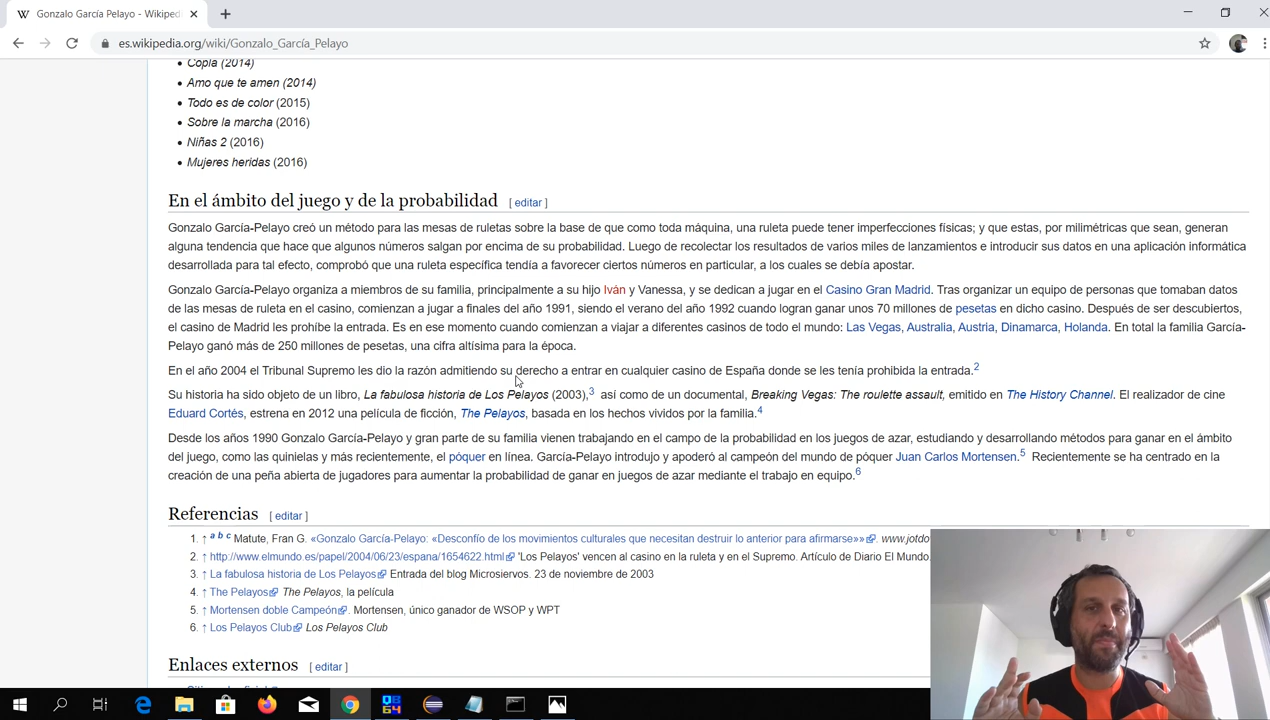 Gonzalo García Pelayo - Wikiped
es.wikipedia.org/wiki/Gonzalo_García_Pelayo
• Copla (2014)
• Amo que te amen (2014)
• Todo es de color (2015)
• Sobre la marcha (2016)
• Niñas 2 (2016)
• Mujeres heridas (2016)
En el ámbito del juego y de la probabilidad [ editar ]
Gonzalo García-Pelayo creó un método para las mesas de ruletas sobre la base de que como toda máquina, una ruleta puede tener imperfecciones físicas; y que estas, por milimétricas que sean, generan
alguna tendencia que hace que algunos números salgan por encima de su probabilidad. Luego de recolectar los resultados de varios miles de lanzamientos e introducir sus datos en una aplicación informática
desarrollada para tal efecto, comprobó que una ruleta específica tendía a favorecer ciertos números en particular, a los cuales se debía apostar.
Gonzalo García-Pelayo organiza a miembros de su familia, principalmente a su hijo Iván y Vanessa, y se dedican a jugar en el Casino Gran Madrid. Tras organizar un equipo de personas que tomaban datos
de las mesas de ruleta en el casino, comienzan a jugar a finales del año 1991, siendo el verano del año 1992 cuando logran ganar unos 70 millones de pesetas en dicho casino. Después de ser descubiertos,
el casino de Madrid les prohíbe la entrada. Es en ese momento cuando comienzan a viajar a diferentes casinos de todo el mundo: Las Vegas, Australia, Austria, Dinamarca, Holanda. En total la familia García-
Pelayo ganó más de 250 millones de pesetas, una cifra altísima para la época.
En el año 2004 el Tribunal Supremo les dio la razón admitiendo su derecho a entrar en cualquier casino de España donde se les tenía prohibida la entrada.2
Su historia ha sido objeto de un libro, La fabulosa historia de Los Pelayos (2003),3 así como de un documental, Breaking Vegas: The roulette assault, emitido en The History Channel. El realizador de cine
Eduard Cortés, estrena en 2012 una película de ficción, The Pelayos, basada en los hechos vividos por la familia.4
Desde los años 1990 Gonzalo García-Pelayo y gran parte de su familia vienen trabajando en el campo de la probabilidad en los juegos de azar, estudiando y desarrollando métodos para ganar en el ámbito
del juego, como las quinielas y más recientemente, el póquer en línea. García-Pelayo introdujo y apoderó al campeón del mundo de póquer Juan Carlos Mortensen.5 Recientemente se ha centrado en la
creación de una peña abierta de jugadores para aumentar la probabilidad de ganar en juegos de azar mediante el trabajo en equipo.6
Referencias [ editar ]
1. ↑ a b c Matute, Fran G. «Gonzalo García-Pelayo: «Desconfío de los movimientos culturales que necesitan destruir lo anterior para afirmarse»». www.jotdo
2. ↑ http://www.elmundo.es/papel/2004/06/23/espana/1654622.html 'Los Pelayos' vencen al casino en la ruleta y en el Supremo. Artículo de Diario El Mundo.
3. ↑ La fabulosa historia de Los Pelayos Entrada del blog Microsiervos. 23 de noviembre de 2003
4. ↑ The Pelayos The Pelayos, la película
5. ↑ Mortensen doble Campeón. Mortensen, único ganador de WSOP y WPT
6. ↑ Los Pelayos Club Los Pelayos Club
Enlaces externos [ editar ]